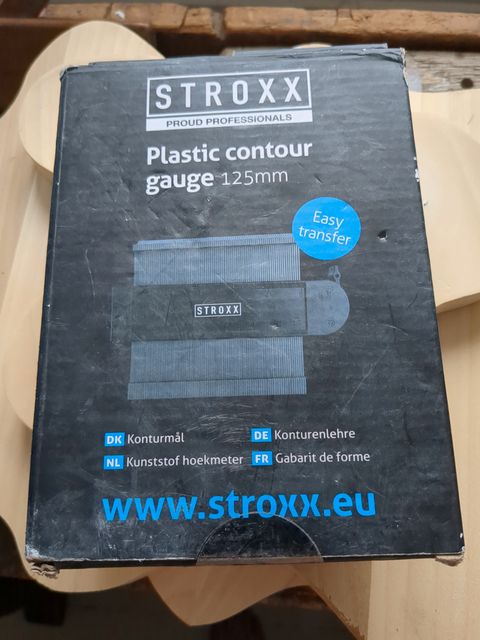 STROXX
PROUD PROFESSIONALS
Plastic contour
gauge 125mm
Easy
transfer
STROXX
DK Konturmål
DE Konturenlehre
NL Kunststof hoekmeter
FR Gabarit de forme
www.stroxx.eu